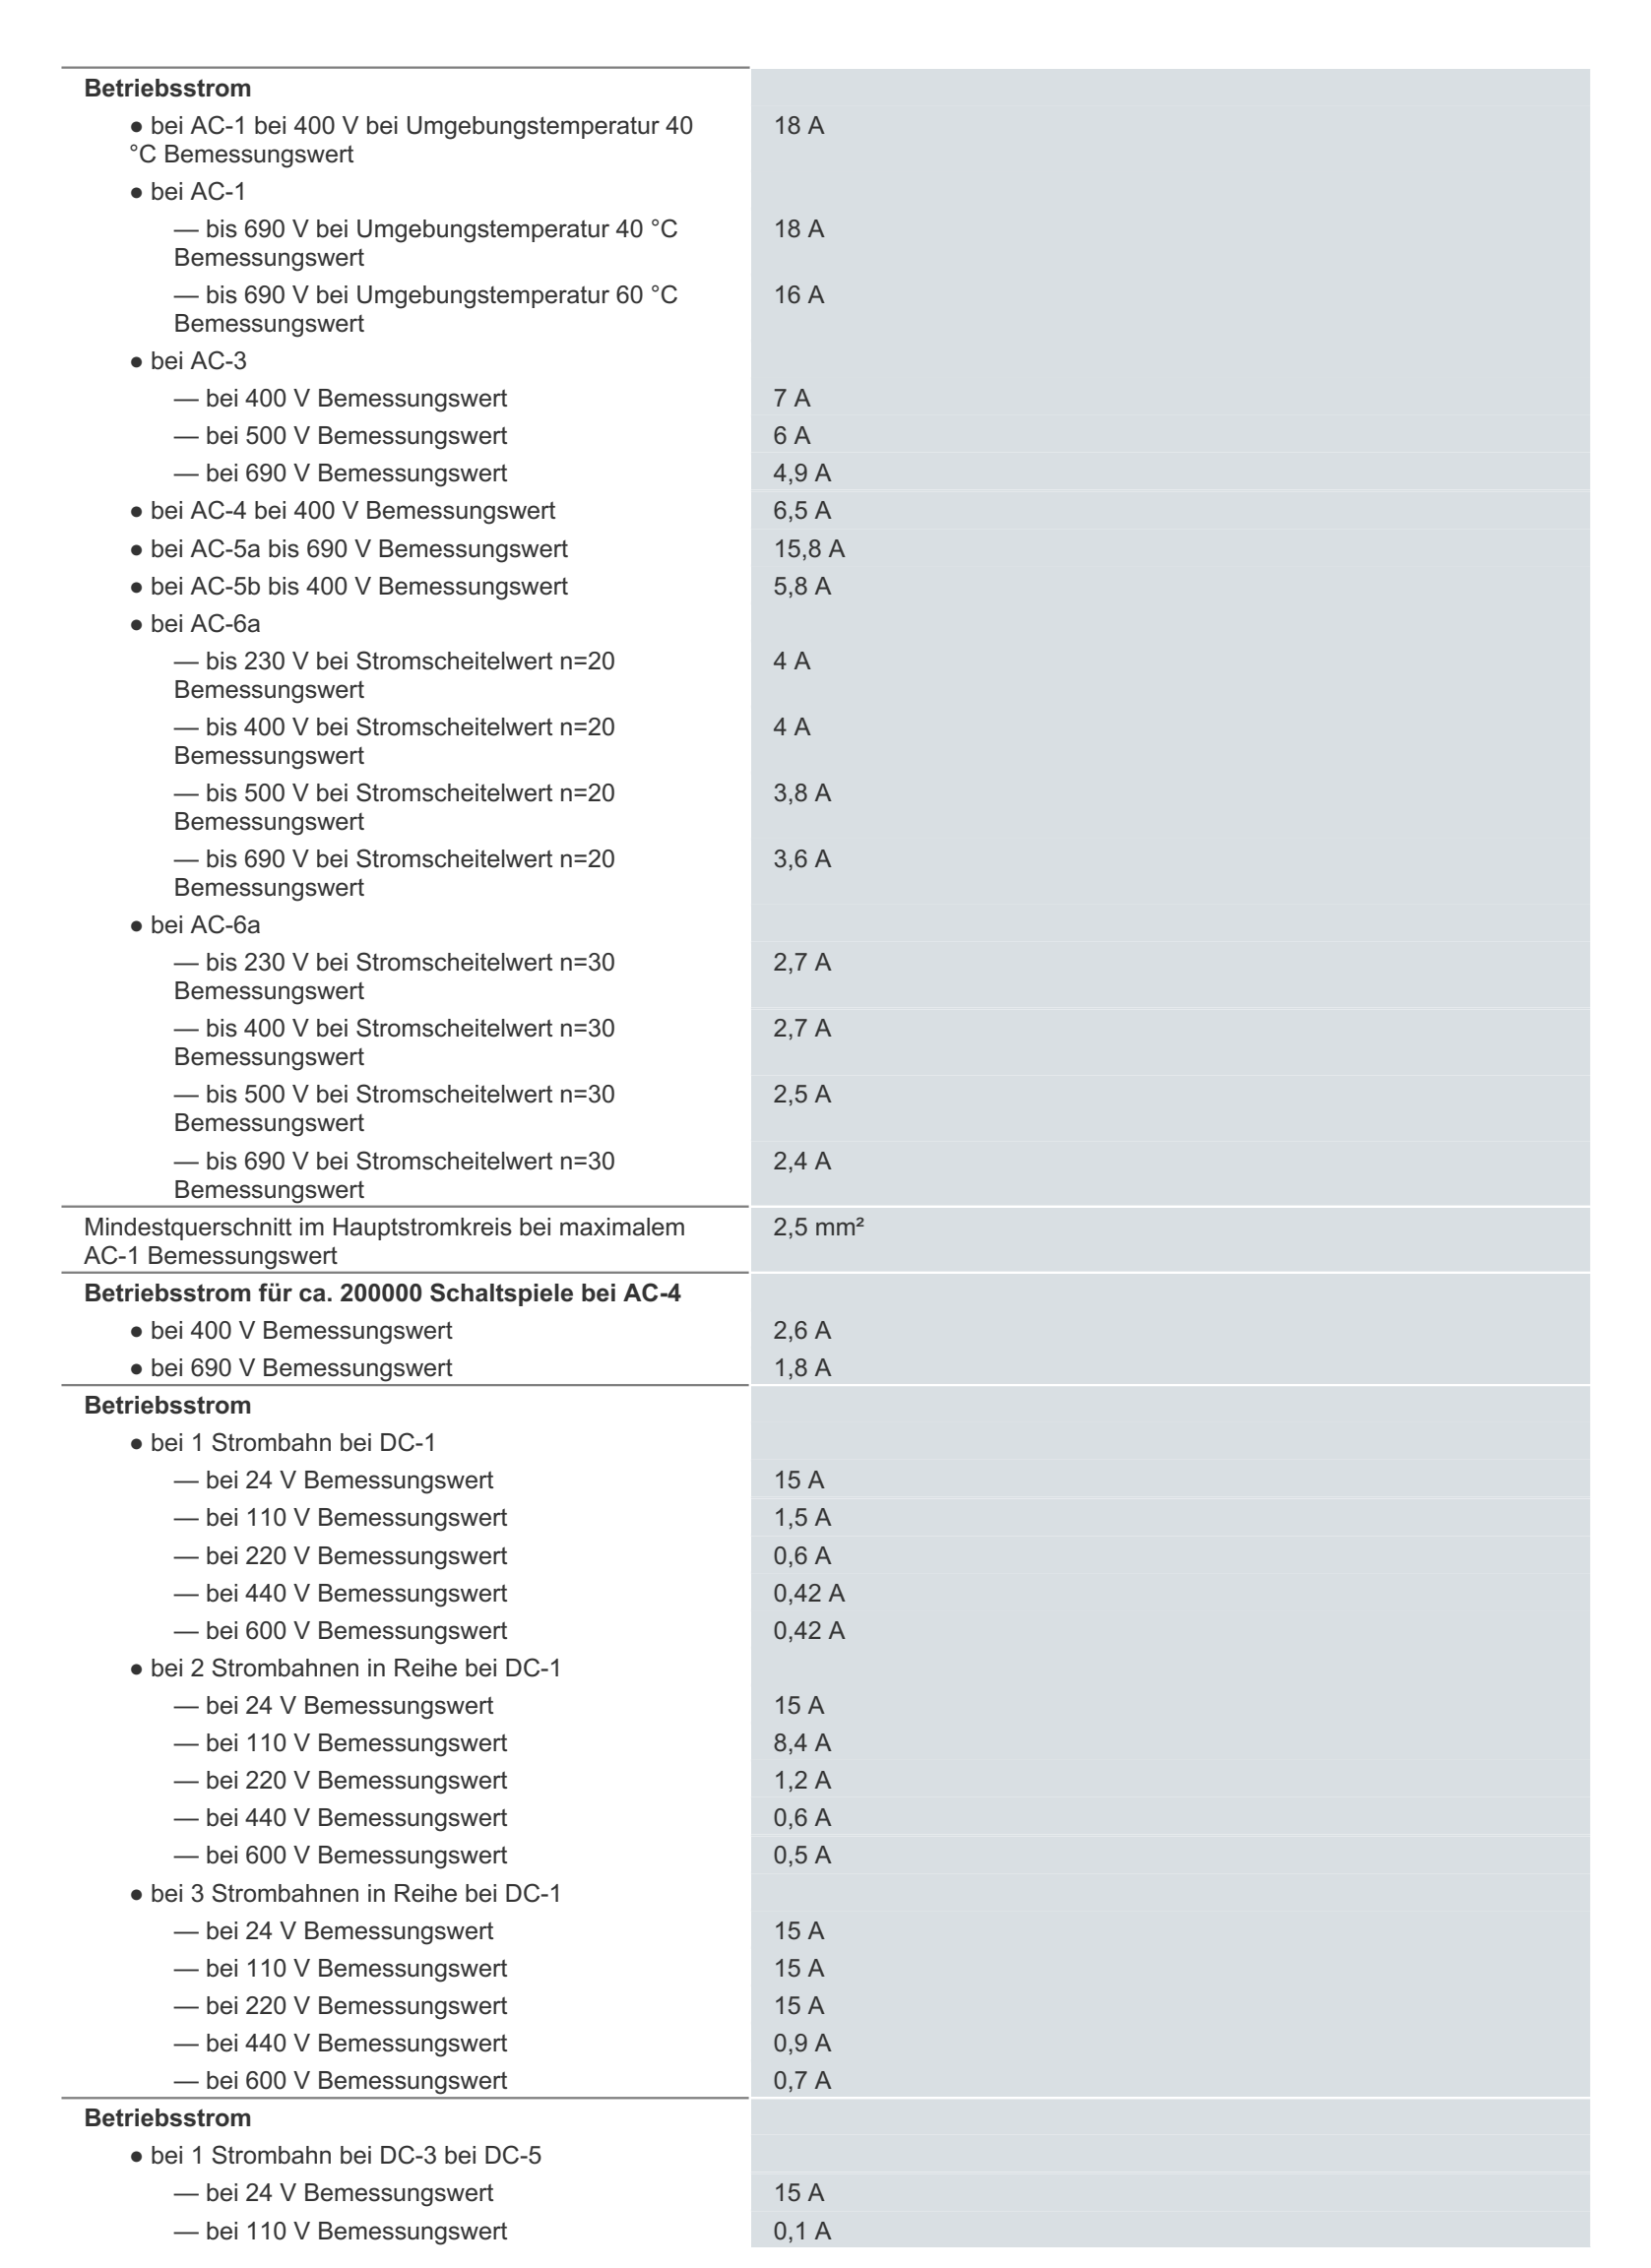 Betriebsstrom
● bei AC-1 bei 400 V bei Umgebungstemperatur 40 18 A
°C Bemessungswert
● bei AC-1
— bis 690 V bei Umgebungstemperatur 40 °C 18 A
Bemessungswert
— bis 690 V bei Umgebungstemperatur 60 °C 16 A
Bemessungswert
● bei AC-3
— bei 400 V Bemessungswert 7 A
— bei 500 V Bemessungswert 6 A
— bei 690 V Bemessungswert 4,9 A
● bei AC-4 bei 400 V Bemessungswert 6,5 A
● bei AC-5a bis 690 V Bemessungswert 15,8 A
● bei AC-5b bis 400 V Bemessungswert 5,8 A
● bei AC-6a
— bis 230 V bei Stromscheitelwert n=20 4 A
Bemessungswert
— bis 400 V bei Stromscheitelwert n=20 4 A
Bemessungswert
— bis 500 V bei Stromscheitelwert n=20 3,8 A
Bemessungswert
— bis 690 V bei Stromscheitelwert n=20 3,6 A
Bemessungswert
● bei AC-6a
— bis 230 V bei Stromscheitelwert n=30 2,7 A
Bemessungswert
— bis 400 V bei Stromscheitelwert n=30 2,7 A
Bemessungswert
— bis 500 V bei Stromscheitelwert n=30 2,5 A
Bemessungswert
— bis 690 V bei Stromscheitelwert n=30 2,4 A
Bemessungswert
Mindestquerschnitt im Hauptstromkreis bei maximalem 2,5 mm²
AC-1 Bemessungswert
Betriebsstrom für ca. 200000 Schaltspiele bei AC-4
● bei 400 V Bemessungswert 2,6 A
● bei 690 V Bemessungswert 1,8 A
Betriebsstrom
● bei 1 Strombahn bei DC-1
— bei 24 V Bemessungswert 15 A
— bei 110 V Bemessungswert 1,5 A
— bei 220 V Bemessungswert 0,6 A
— bei 440 V Bemessungswert 0,42 A
— bei 600 V Bemessungswert 0,42 A
● bei 2 Strombahnen in Reihe bei DC-1
— bei 24 V Bemessungswert 15 A
— bei 110 V Bemessungswert 8,4 A
— bei 220 V Bemessungswert 1,2 A
— bei 440 V Bemessungswert 0,6 A
— bei 600 V Bemessungswert 0,5 A
● bei 3 Strombahnen in Reihe bei DC-1
— bei 24 V Bemessungswert 15 A
— bei 110 V Bemessungswert 15 A
— bei 220 V Bemessungswert 15 A
— bei 440 V Bemessungswert 0,9 A
— bei 600 V Bemessungswert 0,7 A
Betriebsstrom
● bei 1 Strombahn bei DC-3 bei DC-5
— bei 24 V Bemessungswert 15 A
— bei 110 V Bemessungswert 0,1 A